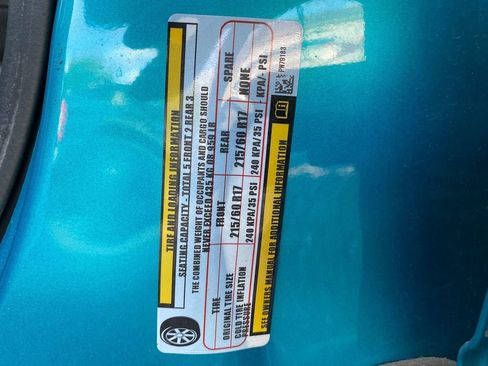 TIRE AND LOADING INFORMATION
SEATING CAPACITY - TOTAL 5 FRONT 2 REAR 3
THE COMBINED WEIGHT OF OCCUPANTS AND CARGO SHOULD
NEVER EXCEED 425 KG OR 959 LB
TIRE FRONT REAR SPARE
ORIGINAL TIRE SIZE 215/60 R17 215/60 R17 NONE
COLD TIRE INFLATION PRESSURE 240 KPA/35 PSI 240 KPA/35 PSI - KPA/- PSI
SEE OWNERS MANUAL FOR ADDITIONAL INFORMATION